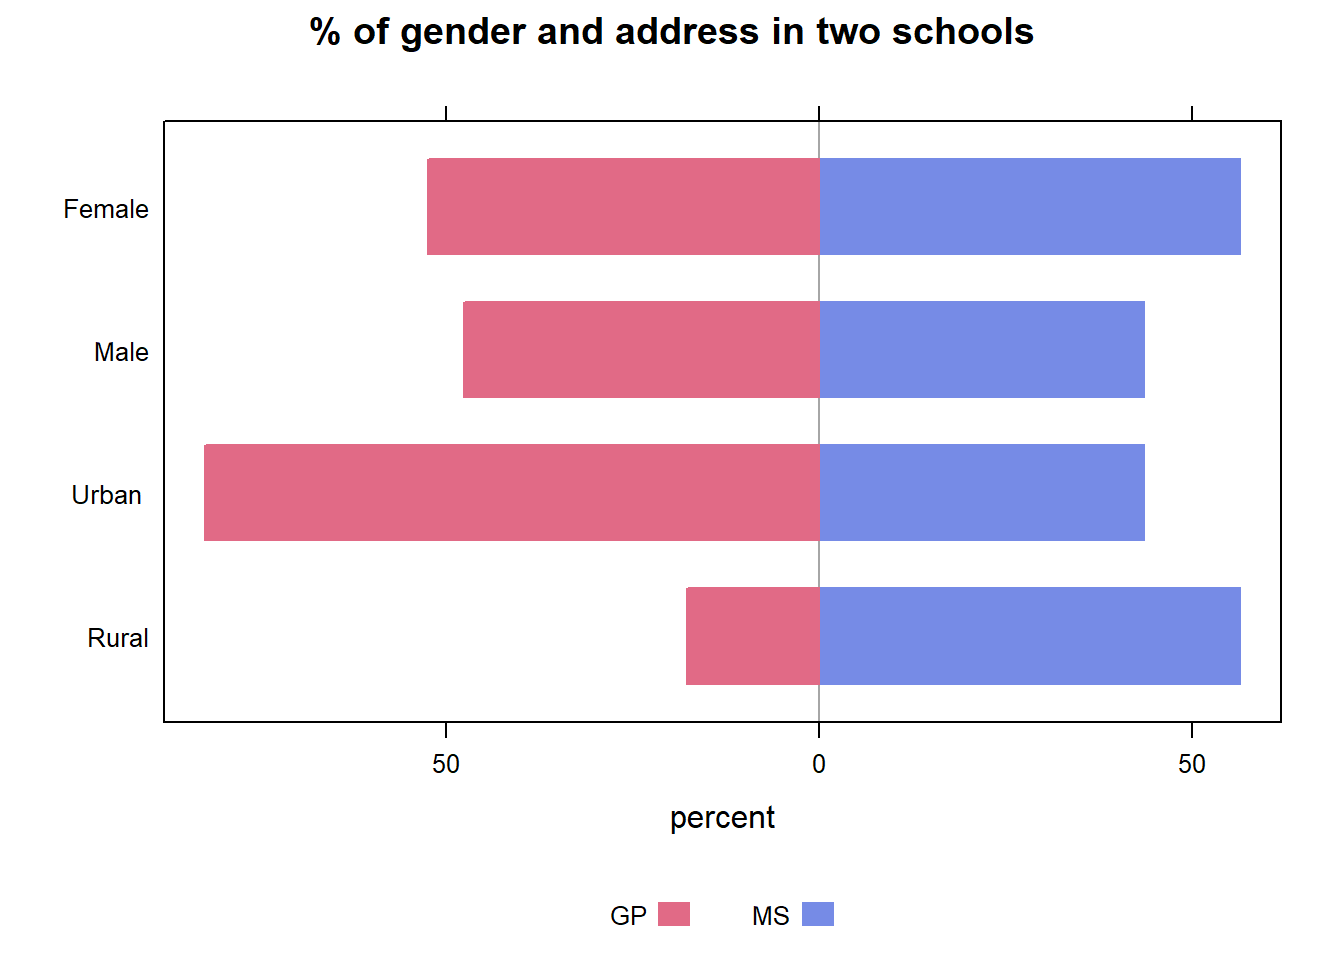 % of gender and address in two schools
Female
Male
Urban
Rural
50 0 50
percent
GP MS